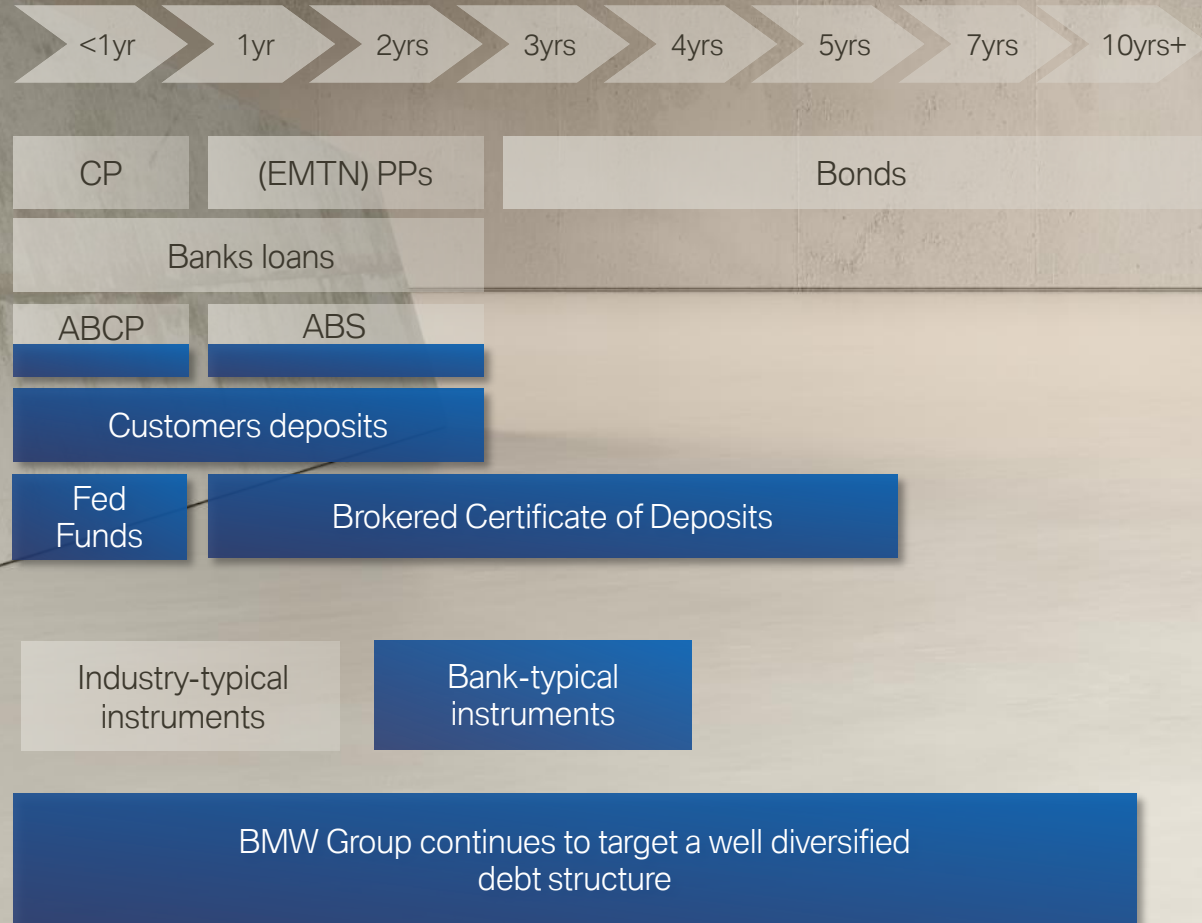 <1yr
1yr
2yrs
3yrs
4yrs
5yrs
7yrs
10yrs+
CP
(EMTN) PPs
Bonds
Banks loans
ABCP
ABS
Customers deposits
Fed
Funds
Brokered Certificate of Deposits
Industry-typical
instruments
Bank-typical
instruments
BMW Group continues to target a well diversified
debt structure